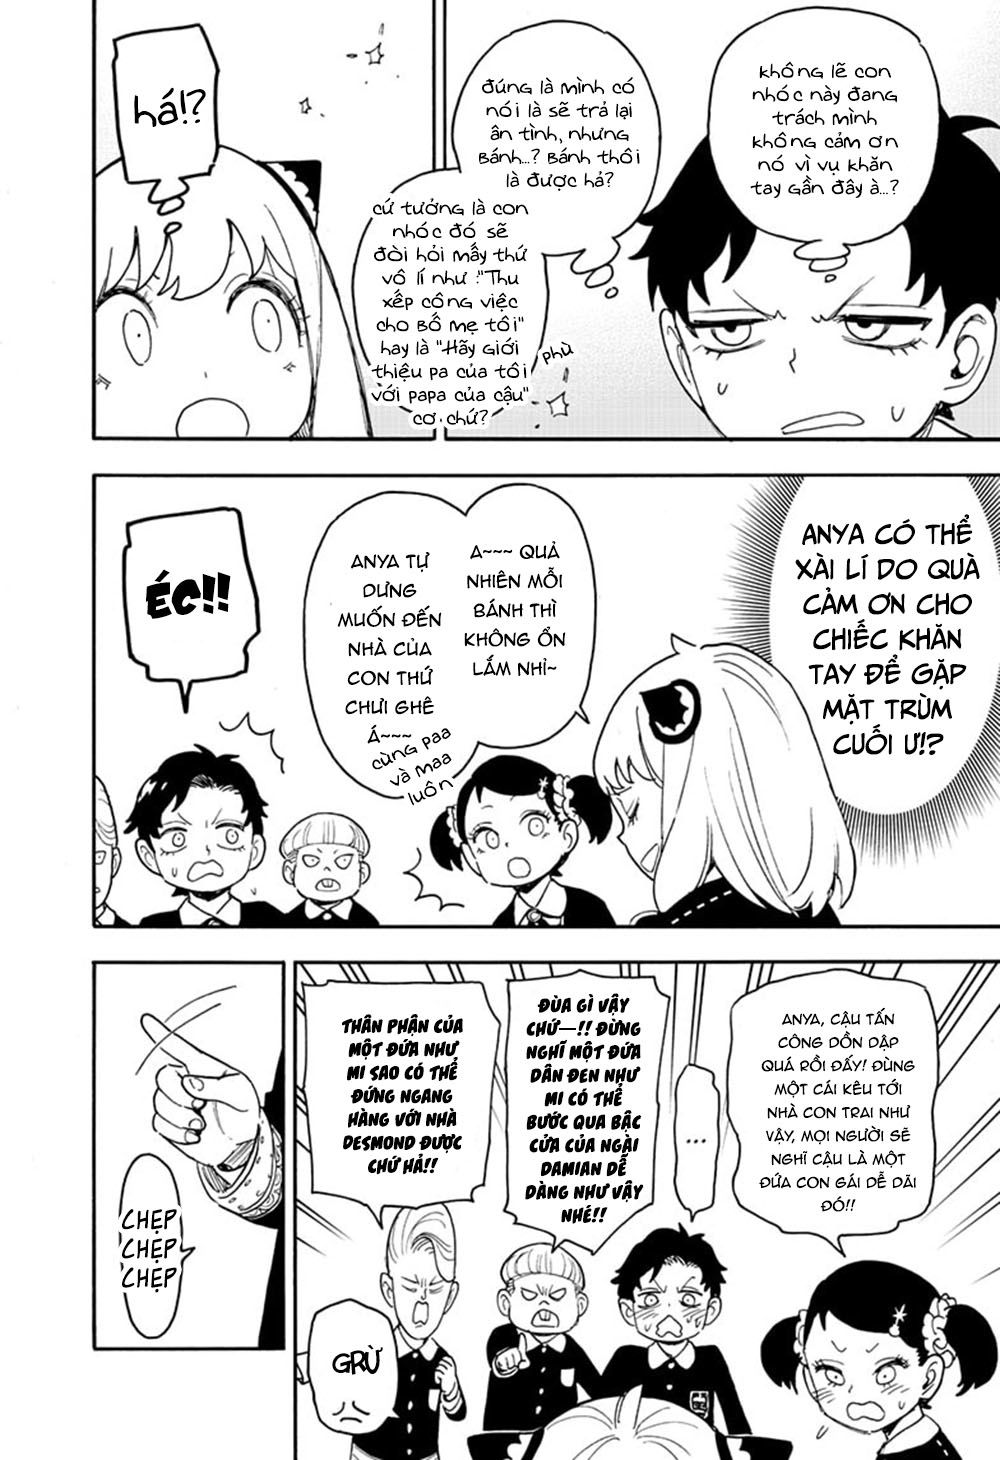 KHÔNG LẼ CON
NHÓC NÀY ĐANG
TRÁCH MÌNH
KHÔNG CẢM ƠN
NÓ VÌ VỤ KHĂN
TAY GẦN ĐÂY À...?
ĐÚNG LÀ MÌNH CÓ
NÓI LÀ SẼ TRẢ LẠI
ÂN TÌNH, NHƯNG
BÁNH...? BÁNH THÔI
LÀ ĐƯỢC HẢ?
CỨ TƯỞNG LÀ CON
NHÓC ĐÓ SẼ
ĐÒI HỎI MẤY THỨ
VÔ LÍ NHƯ :"THU
XẾP CÔNG VIỆC
CHO BỐ MẸ TÔI"
HAY LÀ "HÃY GIỚI
THIỆU PA CỦA TÔI
VỚI PAPA CỦA CẬU"
CƠ CHỨ?
PHÙ
HÁ!?
ANYA CÓ THỂ
XÀI LÍ DO QUÀ
CẢM ƠN CHO
CHIẾC KHĂN
TAY ĐỂ GẶP
MẶT TRÙM
CUỐI Ư!?
A~~~ QUẢ
NHIÊN MỖI
BÁNH THÌ
KHÔNG ỔN
LẮM NHỈ~
ANYA TỰ
DƯNG
MUỐN ĐẾN
NHÀ CỦA
CON THỨ
CHƯI GHÊ
Á~~~
CÙNG PAA
VÀ MAA
LUÔN
ÉC!!
ANYA, CẬU TẤN
CÔNG DỒN DẬP
QUÁ RỒI ĐẤY! ĐÙNG
MỘT CÁI KÊU TỚI
NHÀ CON TRAI NHƯ
VẬY, MỌI NGƯỜI SẼ
NGHĨ CẬU LÀ MỘT
ĐỨA CON GÁI DỄ DÃI
ĐÓ!!
...
ĐÙA GÌ VẬY
CHỨ—!! ĐỪNG
NGHĨ MỘT ĐỨA
DÂN ĐEN NHƯ
MI CÓ THỂ
BƯỚC QUA BẬC
CỬA CỦA NGÀI
DAMIAN DỄ
DÀNG NHƯ VẬY
NHÉ!!
THÂN PHẬN CỦA
MỘT ĐỨA NHƯ
MI SAO CÓ THỂ
ĐỨNG NGANG
HÀNG VỚI NHÀ
DESMOND ĐƯỢC
CHỨ HẢ!!
GRỪ
CHẸP
CHẸP
CHẸP